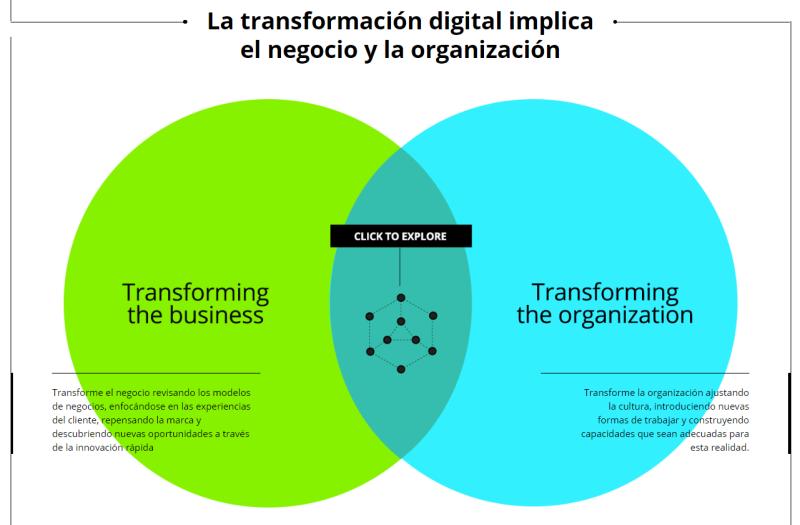 La transformación digital implica
el negocio y la organización
CLICK TO EXPLORE
Transforming
the business
Transforming
the organization
Transforme el negocio revisando los modelos
de negocios, enfocándose en las experiencias
del cliente, repensando la marca y
descubriendo nuevas oportunidades a través
de la innovación rápida
Transforme la organización ajustando
la cultura, introduciendo nuevas
formas de trabajar y construyendo
capacidades que sean adecuadas para
esta realidad.